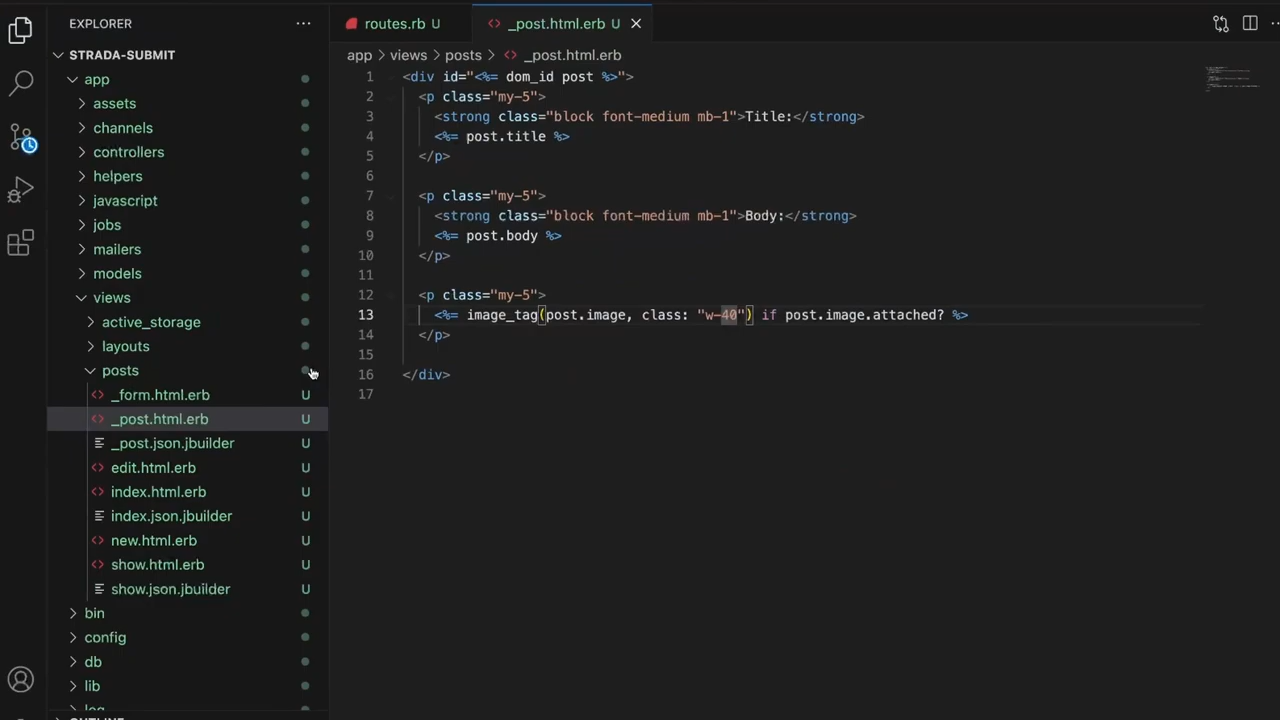 EXPLORER
STRADA-SUBMIT
app
assets
channels
controllers
helpers
javascript
jobs
mailers
models
views
active_storage
layouts
posts
_form.html.erb U
_post.html.erb U
_post.json.jbuilder U
edit.html.erb U
index.html.erb U
index.json.jbuilder U
new.html.erb U
show.html.erb U
show.json.jbuilder U
bin
config
db
lib
log
OUTLINE
routes.rb U
_post.html.erb U
app > views > posts > <> _post.html.erb
1 <div id="<%= dom_id post %>">
2 <p class="my-5">
3 <strong class="block font-medium mb-1">Title:</strong>
4 <%= post.title %>
5 </p>
6
7 <p class="my-5">
8 <strong class="block font-medium mb-1">Body:</strong>
9 <%= post.body %>
10 </p>
11
12 <p class="my-5">
13 <%= image_tag(post.image, class: "w-40") if post.image.attached? %>
14 </p>
15
16 </div>
17